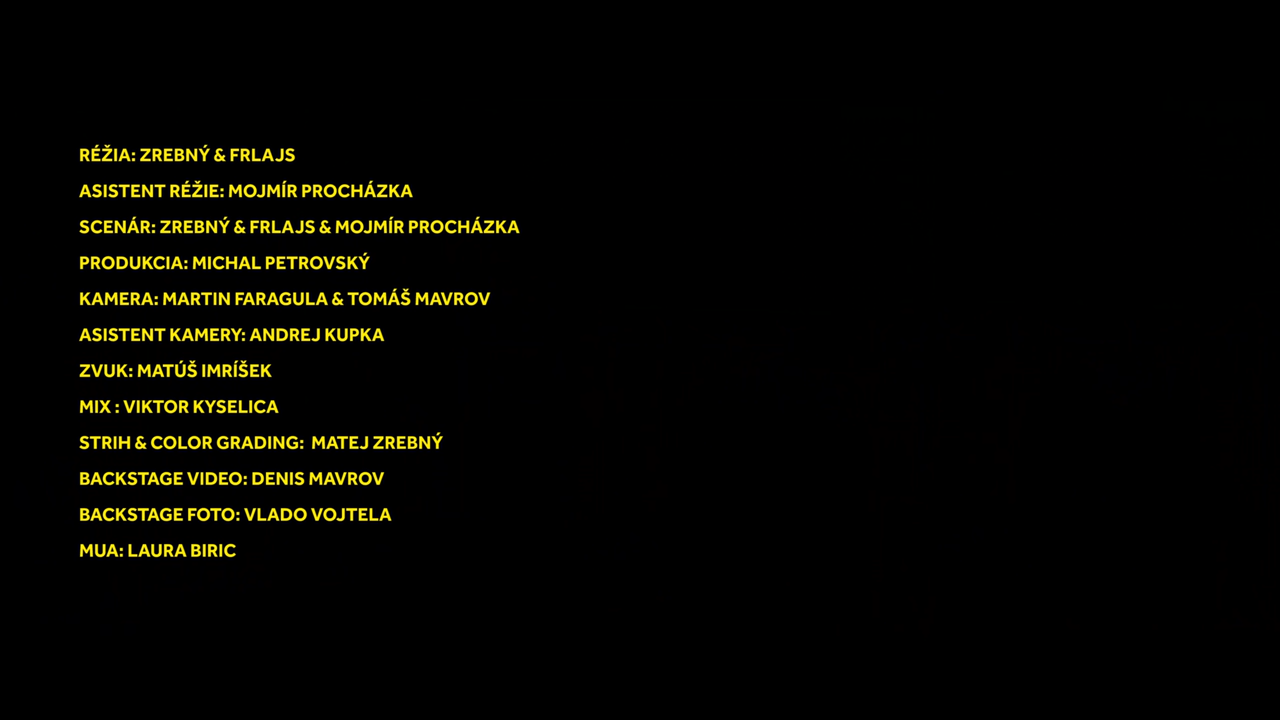 RÉŽIA: ZREBNÝ & FRLAJS
ASISTENT RÉŽIE: MOJMÍR PROCHÁZKA
SCENÁR: ZREBNÝ & FRLAJS & MOJMÍR PROCHÁZKA
PRODUKCIA: MICHAL PETROVSKÝ
KAMERA: MARTIN FARAGULA & TOMÁŠ MAVROV
ASISTENT KAMERY: ANDREJ KUPKA
ZVUK: MATÚŠ IMRÍŠEK
MIX : VIKTOR KYSELICA
STRIH & COLOR GRADING:  MATEJ ZREBNÝ
BACKSTAGE VIDEO: DENIS MAVROV
BACKSTAGE FOTO: VLADO VOJTELA
MUA: LAURA BIRIC